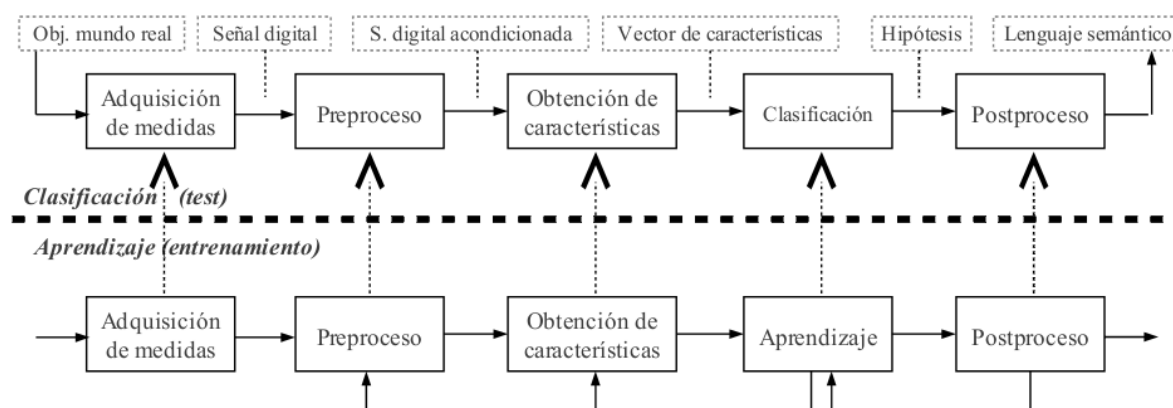 Obj. mundo real
Señal digital
S. digital acondicionada
Vector de características
Hipótesis
Lenguaje semántico
Adquisición
de medidas
Preproceso
Obtención de
características
Clasificación
Postproceso
Clasificación (test)
Aprendizaje (entrenamiento)
Adquisición
de medidas
Preproceso
Obtención de
características
Aprendizaje
Postproceso